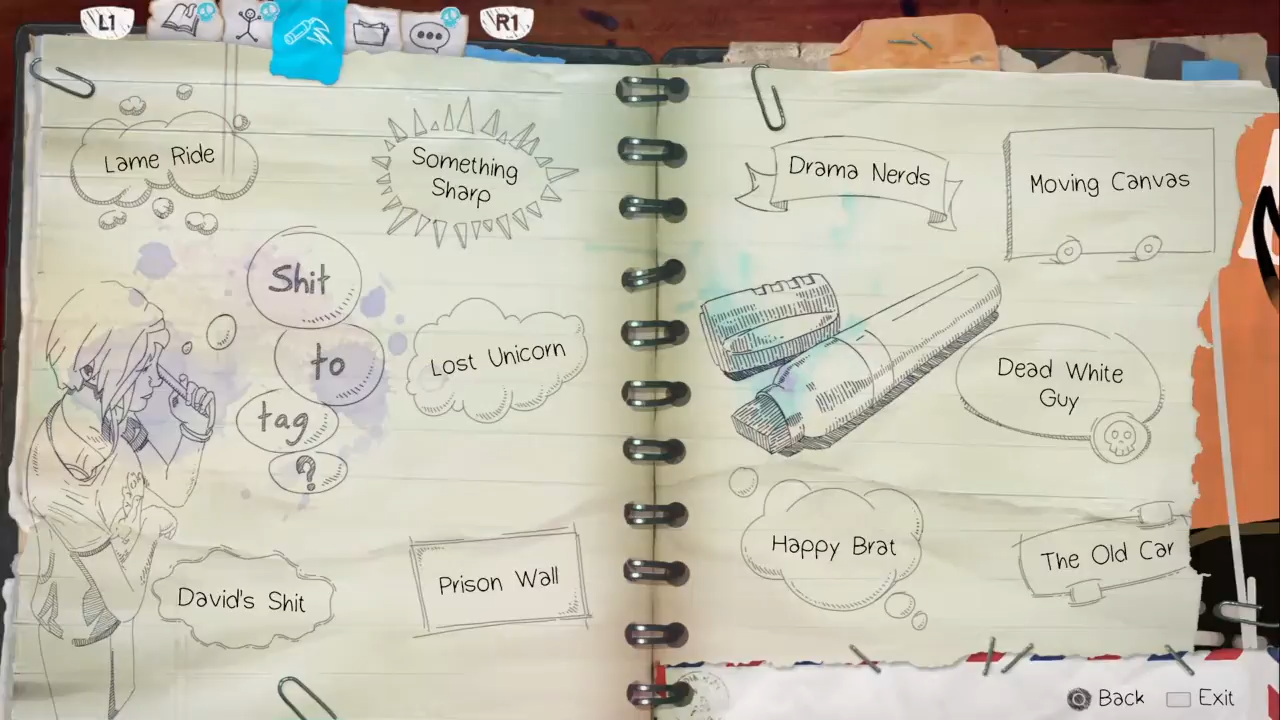 L1
R1
Lame Ride
Something
Sharp
Shit
to
tag
?
Lost Unicorn
David's Shit
Prison Wall
Drama Nerds
Moving Canvas
Dead White
Guy
Happy Brat
The Old Car
Back
Exit